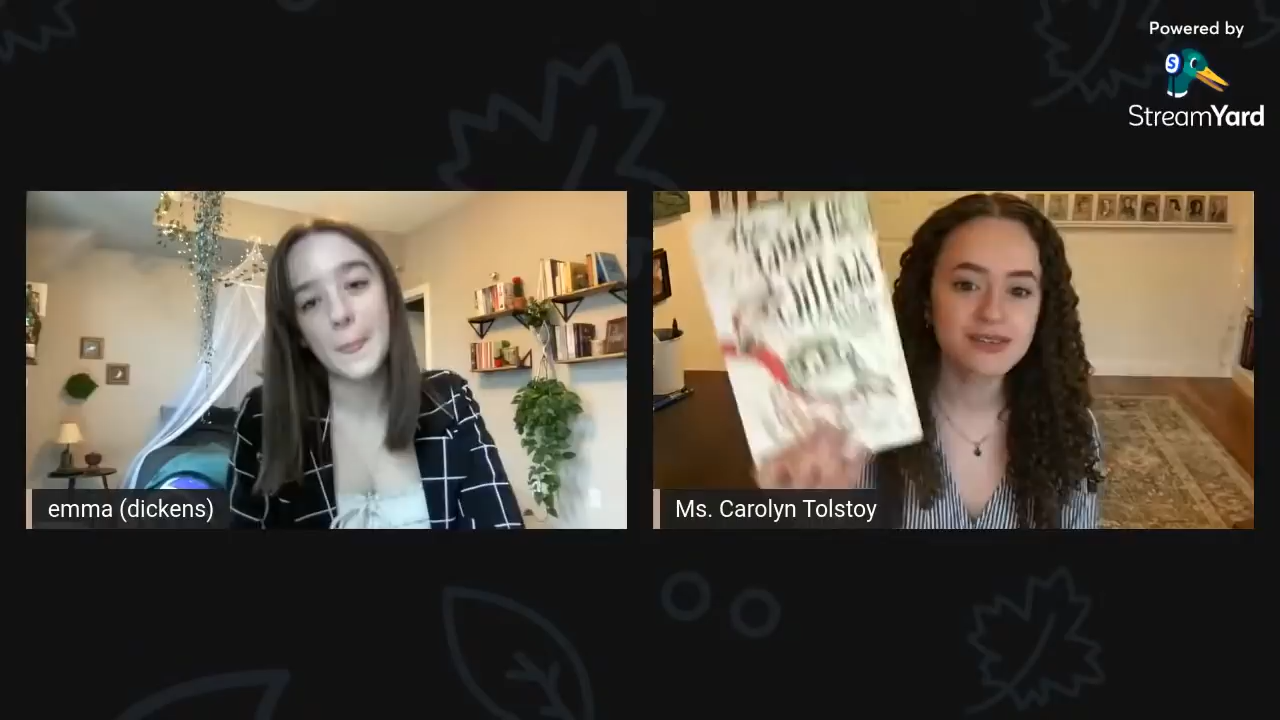 Powered by
S
StreamYard
emma (dickens)
Ms. Carolyn Tolstoy